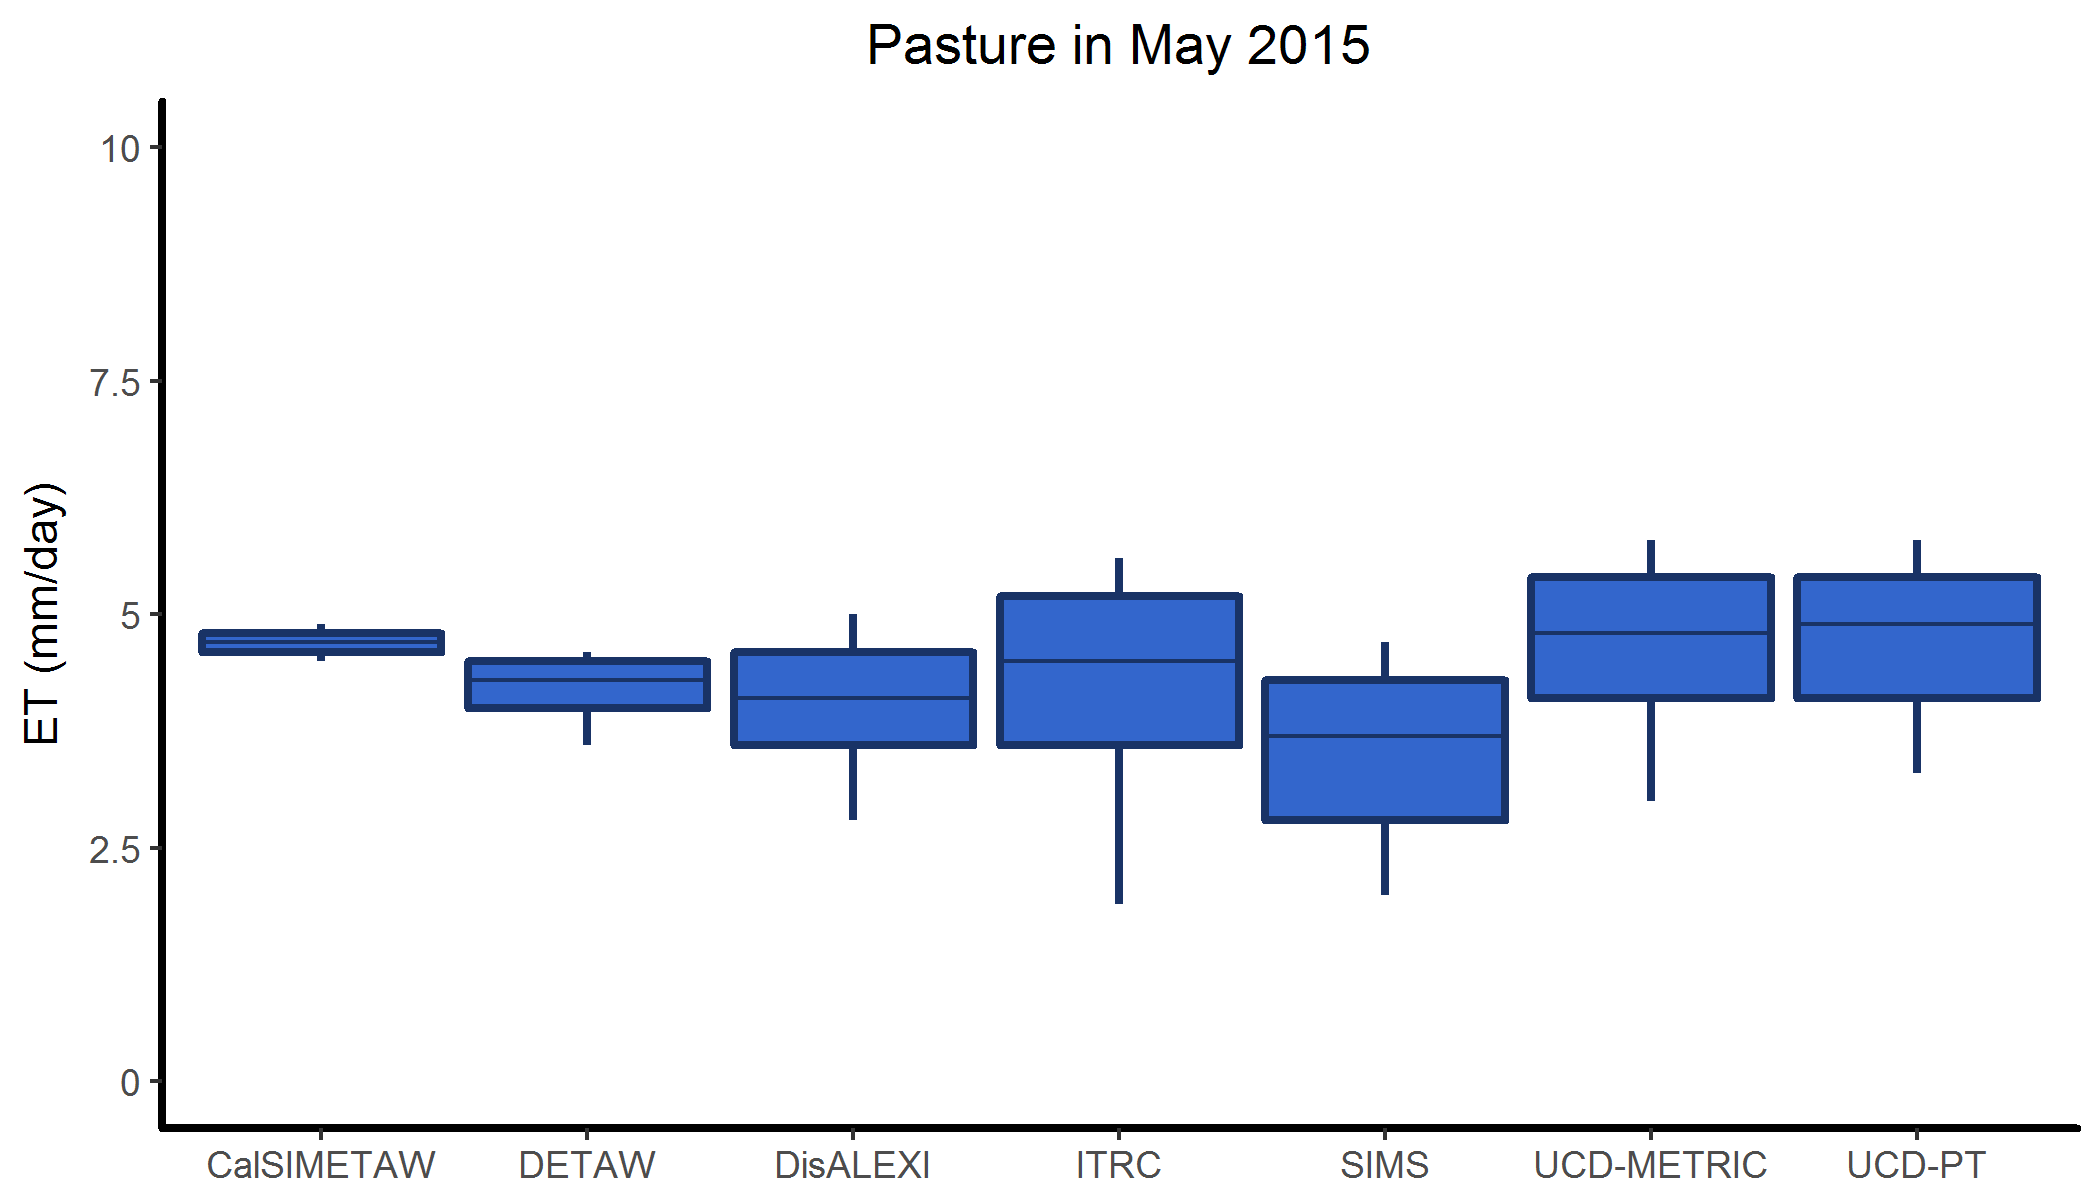 Pasture in May 2015
ET (mm/day)
10
7.5
5
2.5
0
CalSIMETAW DETAW DisALEXI ITRC SIMS UCD-METRIC UCD-PT